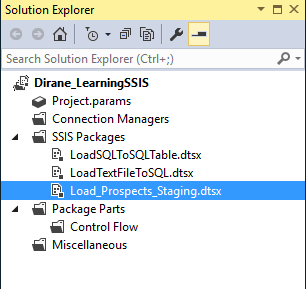 Solution Explorer
Search Solution Explorer (Ctrl+;)
Dirane_LearningSSIS
Project.params
Connection Managers
SSIS Packages
LoadSQLToSQLTable.dtsx
LoadTextFileToSQL.dtsx
Load_Prospects_Staging.dtsx
Package Parts
Control Flow
Miscellaneous